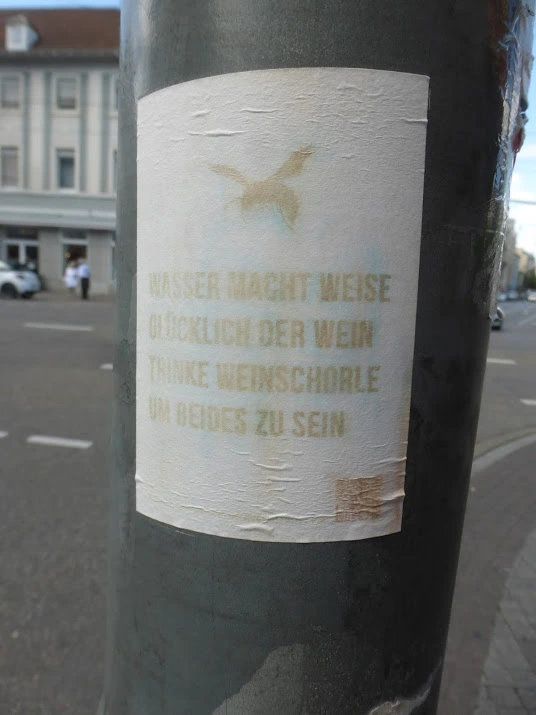 WASSER MACHT WEISE
GLÜCKLICH DER WEIN
TRINKE WEINSCHORLE
UM BEIDES ZU SEIN